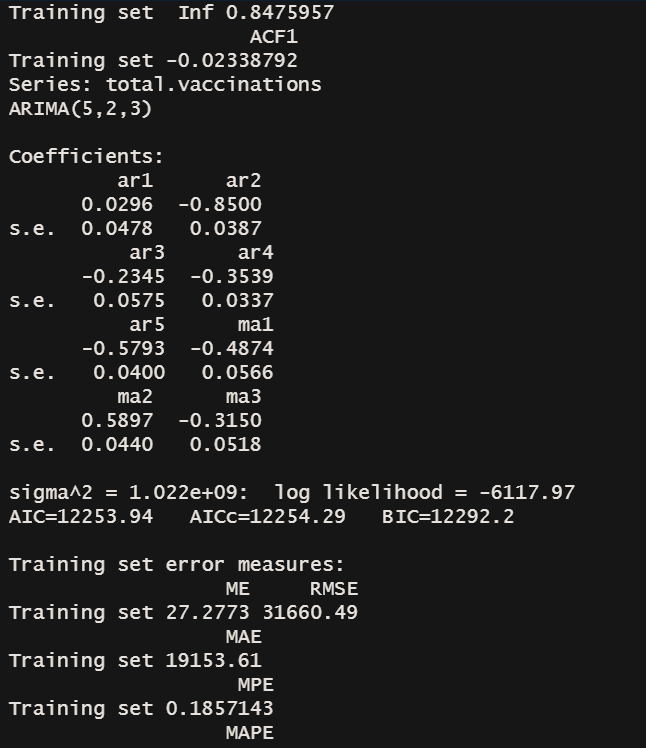 Training set  Inf 0.8475957
                    ACF1
Training set -0.02338792
Series: total.vaccinations
ARIMA(5,2,3)

Coefficients:
         ar1      ar2
      0.0296  -0.8500
s.e.  0.0478   0.0387
          ar3      ar4
      -0.2345  -0.3539
s.e.   0.0575   0.0337
          ar5      ma1
      -0.5793  -0.4874
s.e.   0.0400   0.0566
         ma2      ma3
      0.5897  -0.3150
s.e.  0.0440   0.0518

sigma^2 = 1.022e+09:  log likelihood = -6117.97
AIC=12253.94   AICc=12254.29   BIC=12292.2

Training set error measures:
                  ME     RMSE
Training set 27.2773 31660.49
                  MAE
Training set 19153.61
                   MPE
Training set 0.1857143
                  MAPE